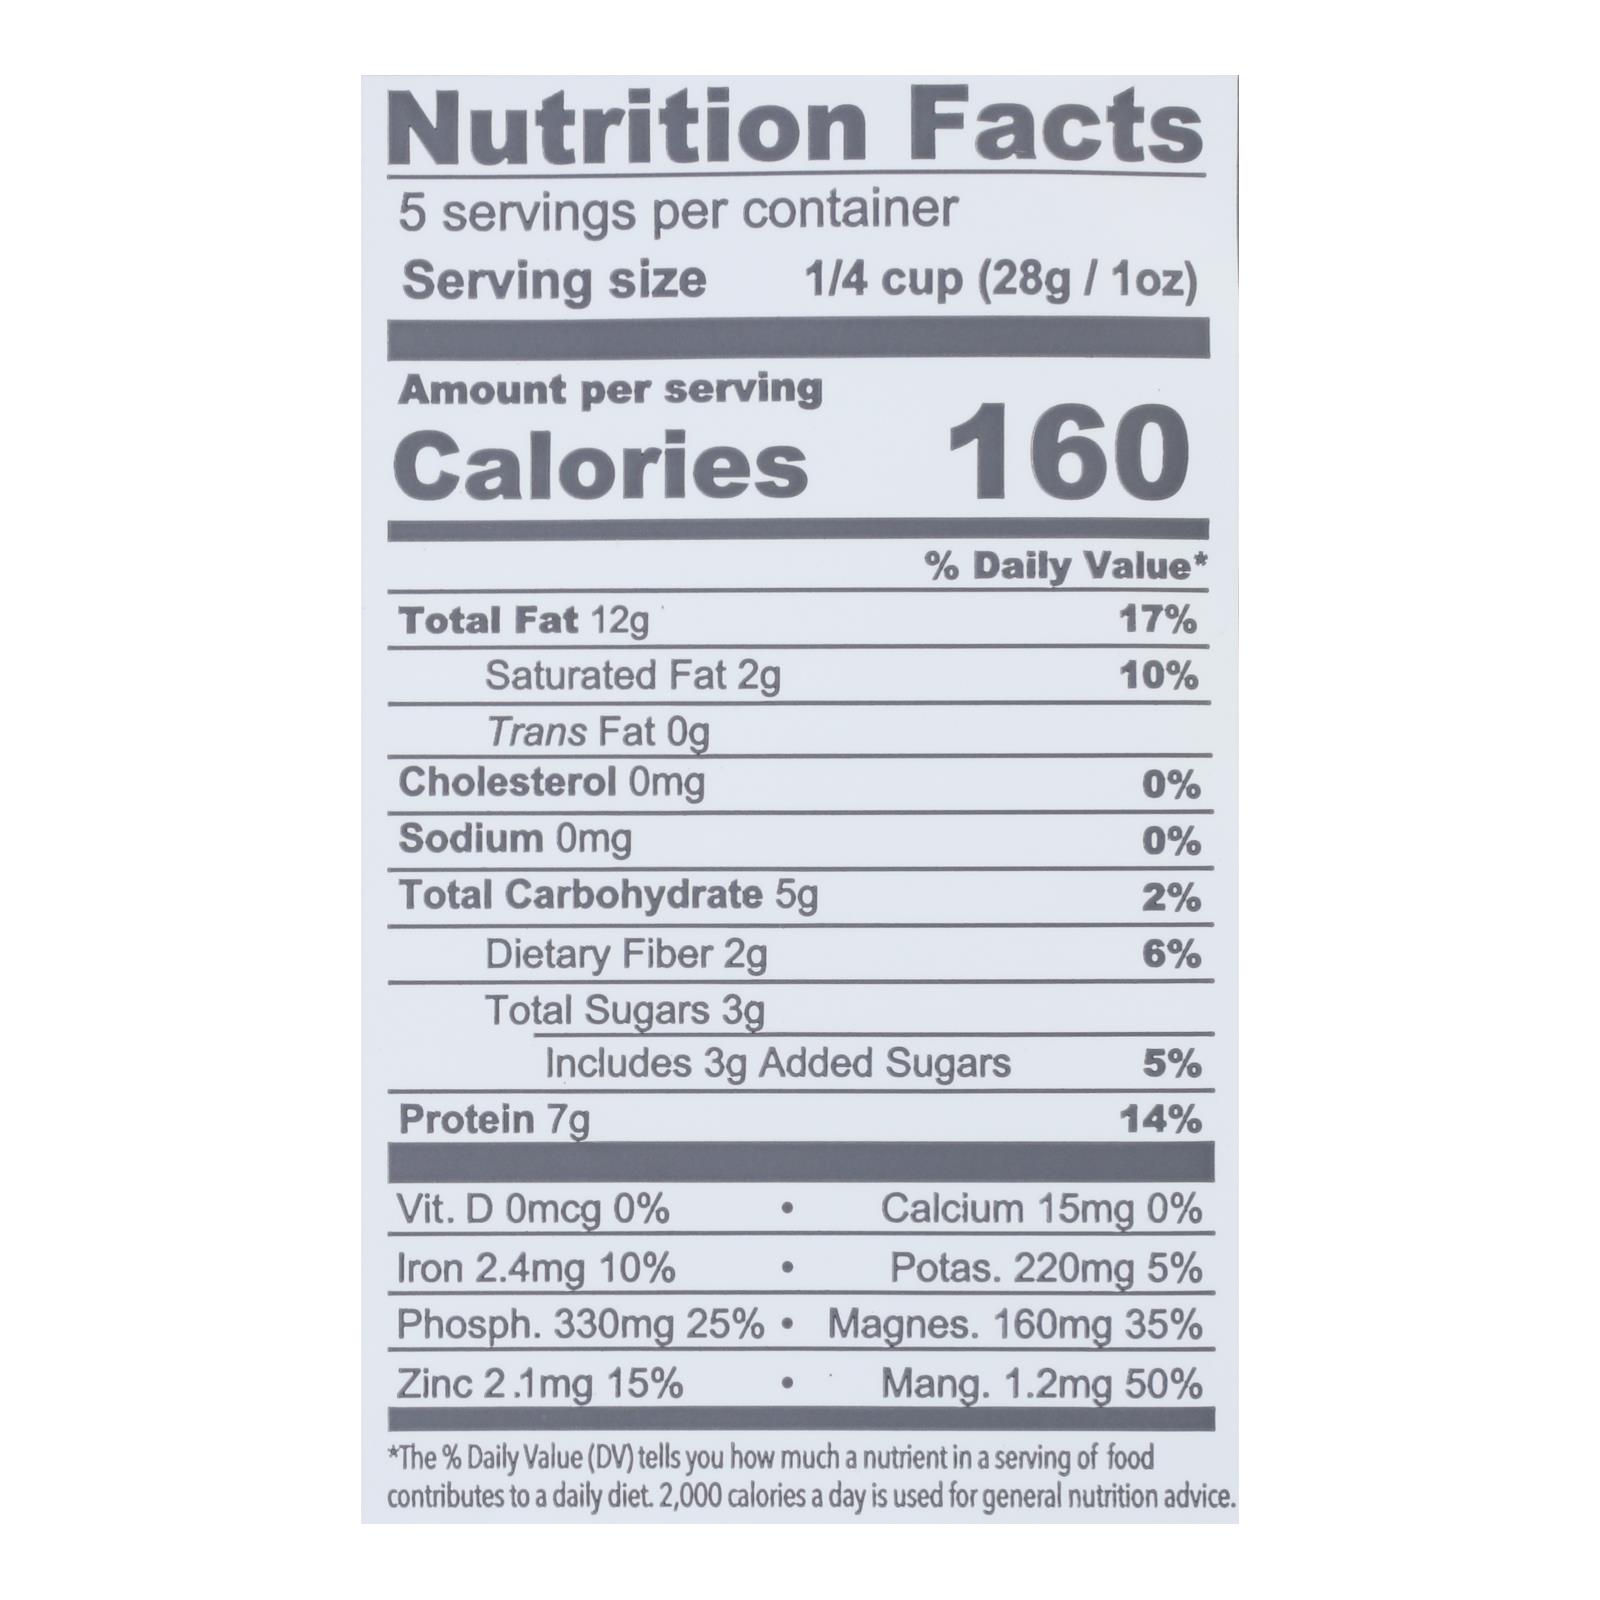 Nutrition Facts
5 servings per container
Serving size 1/4 cup (28g / 1oz)
Amount per serving
Calories 160
% Daily Value*
Total Fat 12g 17%
Saturated Fat 2g 10%
Trans Fat 0g
Cholesterol 0mg 0%
Sodium 0mg 0%
Total Carbohydrate 5g 2%
Dietary Fiber 2g 6%
Total Sugars 3g
Includes 3g Added Sugars 5%
Protein 7g 14%
Vit. D 0mcg 0% • Calcium 15mg 0%
Iron 2.4mg 10% • Potas. 220mg 5%
Phosph. 330mg 25% • Magnes. 160mg 35%
Zinc 2.1mg 15% • Mang. 1.2mg 50%
*The % Daily Value (DV) tells you how much a nutrient in a serving of food
contributes to a daily diet. 2,000 calories a day is used for general nutrition advice.